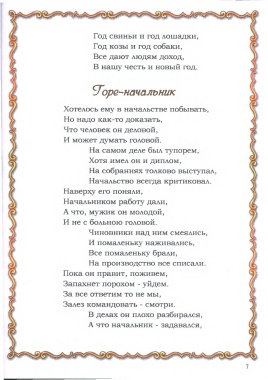 Год свиньи и год лошадки,
Год козы и год собаки,
Все дают людям доход,
В нашу честь и новый год.
Горе-начальник
Хотелось ему в начальстве побывать,
Но надо как-то доказать,
Что человек он деловой,
И может думать головой.
На самом деле был тупорем,
Хотя имел он и диплом,
На собраниях толково выступал,
Начальство всегда критиковал.
Наверху его поняли,
Начальником работу дали,
А что, мужик он молодой,
И не с больною головой.
Чиновники над ним смеялись,
И помаленьку наживались,
Все помаленьку брали,
На производство все списали.
Пока он правит, поживем,
Запахнет порохом - уйдем.
За все ответим то не мы,
Залез командовать - смотри.
В делах он плохо разбирался,
А что начальник - задавался,
7